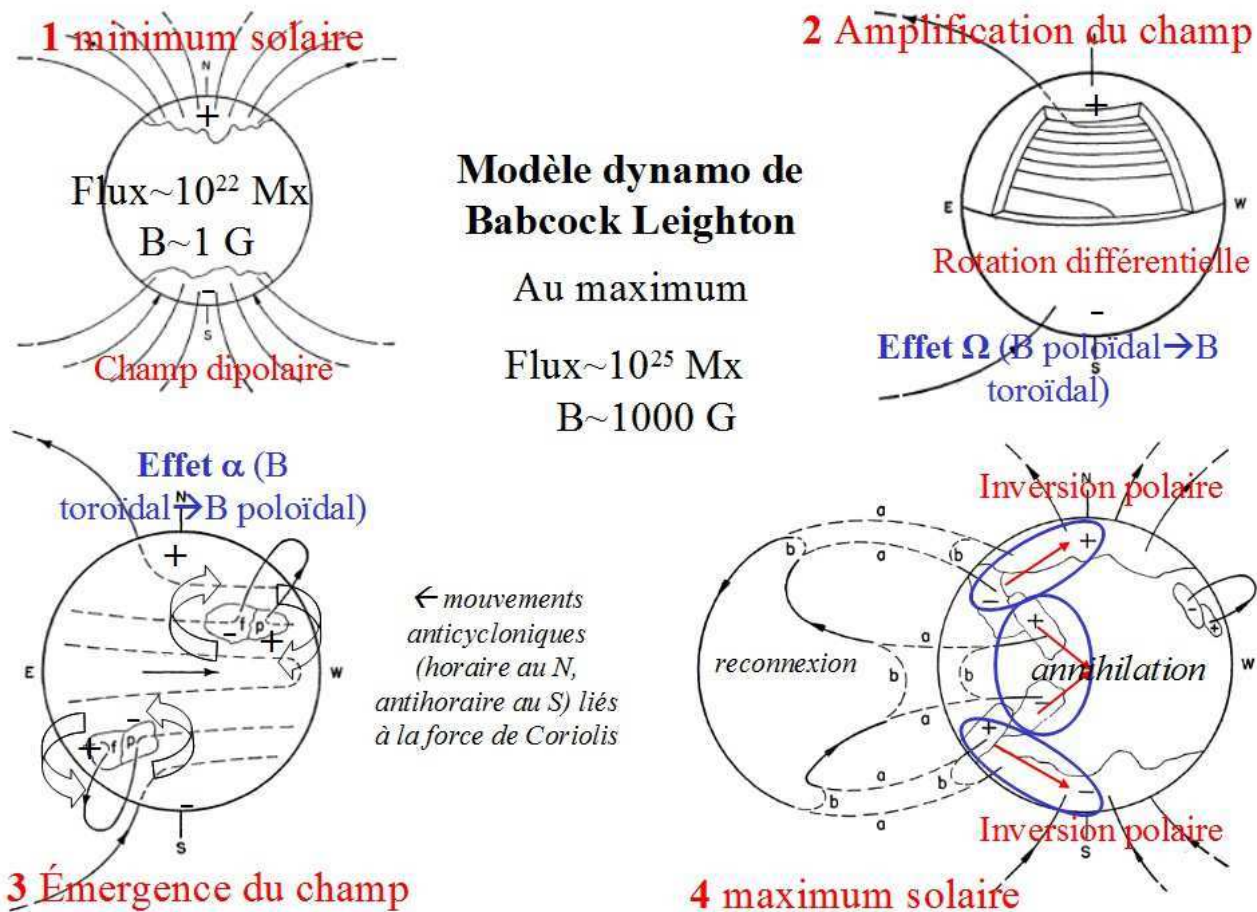 1 minimum solaire
N
+
Flux~10²² Mx
B~1 G
-
S
Champ dipolaire
Modèle dynamo de
Babcock Leighton
Au maximum
Flux~10²⁵ Mx
B~1000 G
2 Amplification du champ
N
+
E
W
Rotation différentielle
-
Effet Ω (B poloïdal→B
S
toroïdal)
Effet α (B
toroïdal→B poloïdal)
N
+
- f p +
E
W
-
+ f p
-
S
3 Émergence du champ
← mouvements
anticycloniques
(horaire au N,
antihoraire au S) liés
à la force de Coriolis
Inversion polaire
N
a
b
a
b
+
-
+
-
+
reconnexion
a
b
b
annihilation
W
-
a
+
b
b
-
a
Inversion polaire
S
4 maximum solaire